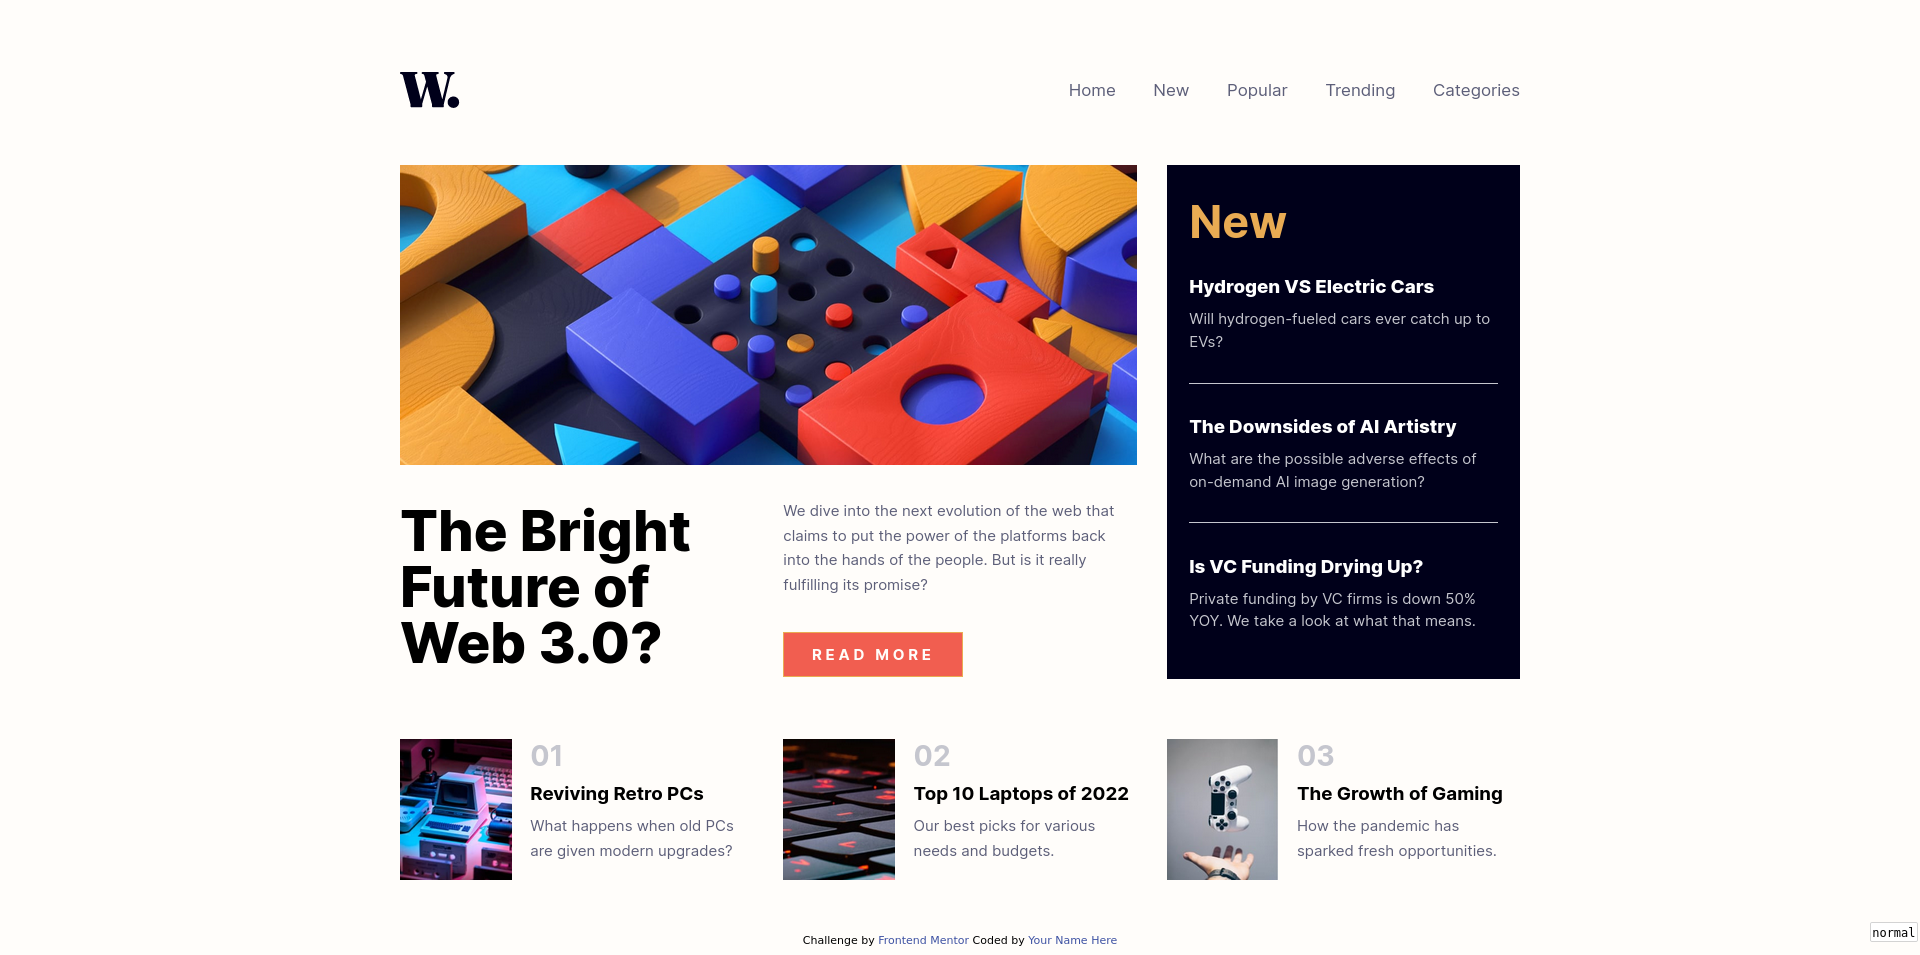 W.
Home New Popular Trending Categories
The Bright
Future of
Web 3.0?
We dive into the next evolution of the web that
claims to put the power of the platforms back
into the hands of the people. But is it really
fulfilling its promise?
READ MORE
New
Hydrogen VS Electric Cars
Will hydrogen-fueled cars ever catch up to
EVs?
The Downsides of AI Artistry
What are the possible adverse effects of
on-demand AI image generation?
Is VC Funding Drying Up?
Private funding by VC firms is down 50%
YOY. We take a look at what that means.
01
Reviving Retro PCs
What happens when old PCs
are given modern upgrades?
02
Top 10 Laptops of 2022
Our best picks for various
needs and budgets.
03
The Growth of Gaming
How the pandemic has
sparked fresh opportunities.
Challenge by Frontend Mentor Coded by Your Name Here
normal